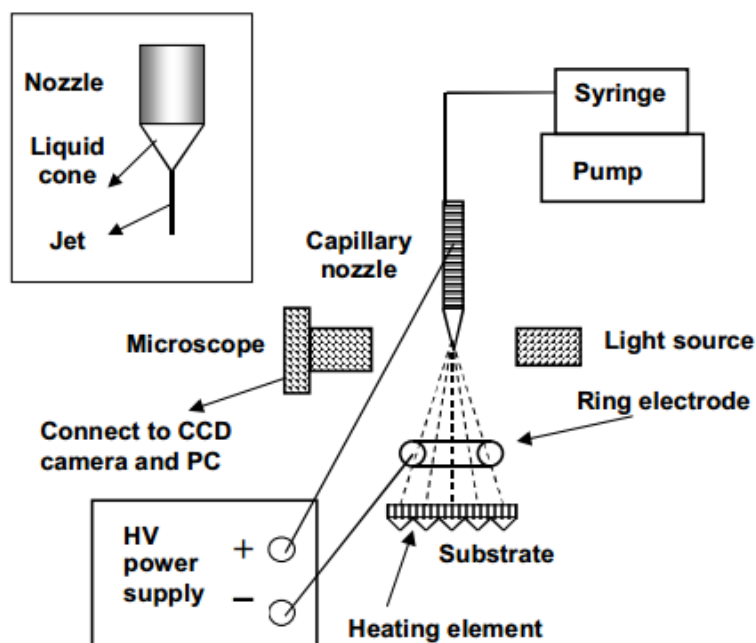 Nozzle
Liquid
cone
Jet
Syringe
Pump
Capillary
nozzle
Microscope
Light source
Ring electrode
Connect to CCD
camera and PC
HV
power
supply
+
−
Substrate
Heating element